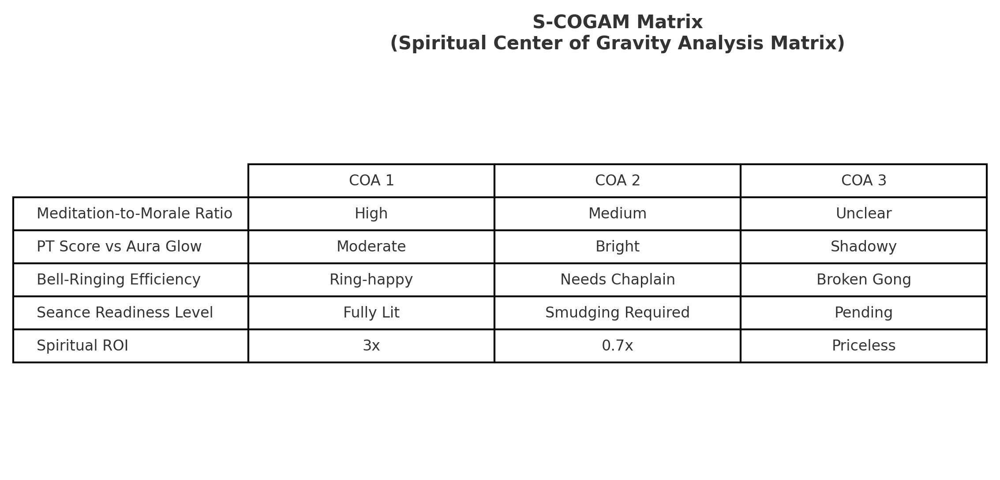 S-COGAM Matrix
(Spiritual Center of Gravity Analysis Matrix)
COA 1 COA 2 COA 3
Meditation-to-Morale Ratio High Medium Unclear
PT Score vs Aura Glow Moderate Bright Shadowy
Bell-Ringing Efficiency Ring-happy Needs Chaplain Broken Gong
Seance Readiness Level Fully Lit Smudging Required Pending
Spiritual ROI 3x 0.7x Priceless